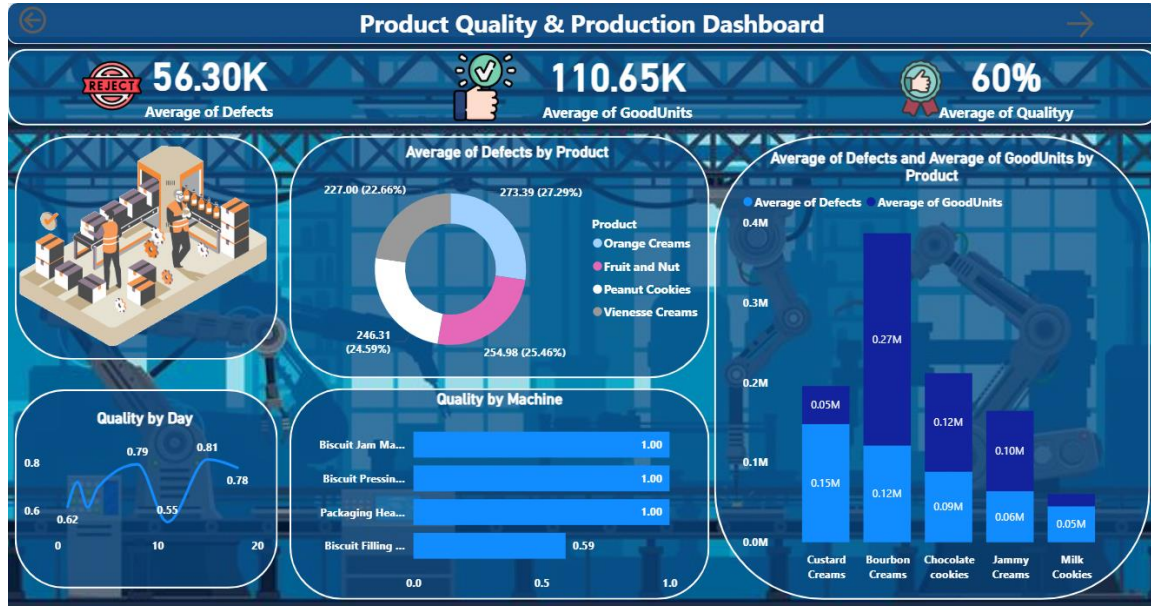 Product Quality & Production Dashboard
REJECT
56.30K
Average of Defects
110.65K
Average of GoodUnits
60%
Average of Qualityy
Average of Defects by Product
227.00 (22.66%)
273.39 (27.29%)
246.31
(24.59%)
254.98 (25.46%)
Product
Orange Creams
Fruit and Nut
Peanut Cookies
Vienesse Creams
Average of Defects and Average of GoodUnits by
Product
Average of Defects Average of GoodUnits
0.4M
0.3M
0.2M
0.1M
0.0M
0.05M
0.15M
0.27M
0.12M
0.12M
0.09M
0.10M
0.06M
0.05M
Custard
Creams
Bourbon
Creams
Chocolate
cookies
Jammy
Creams
Milk
Cookies
Quality by Day
0.8
0.6
0.62
0.79
0.55
0.81
0.78
0 10 20
Quality by Machine
Biscuit Jam Ma... 1.00
Biscuit Pressin... 1.00
Packaging Hea... 1.00
Biscuit Filling ... 0.59
0.0 0.5 1.0